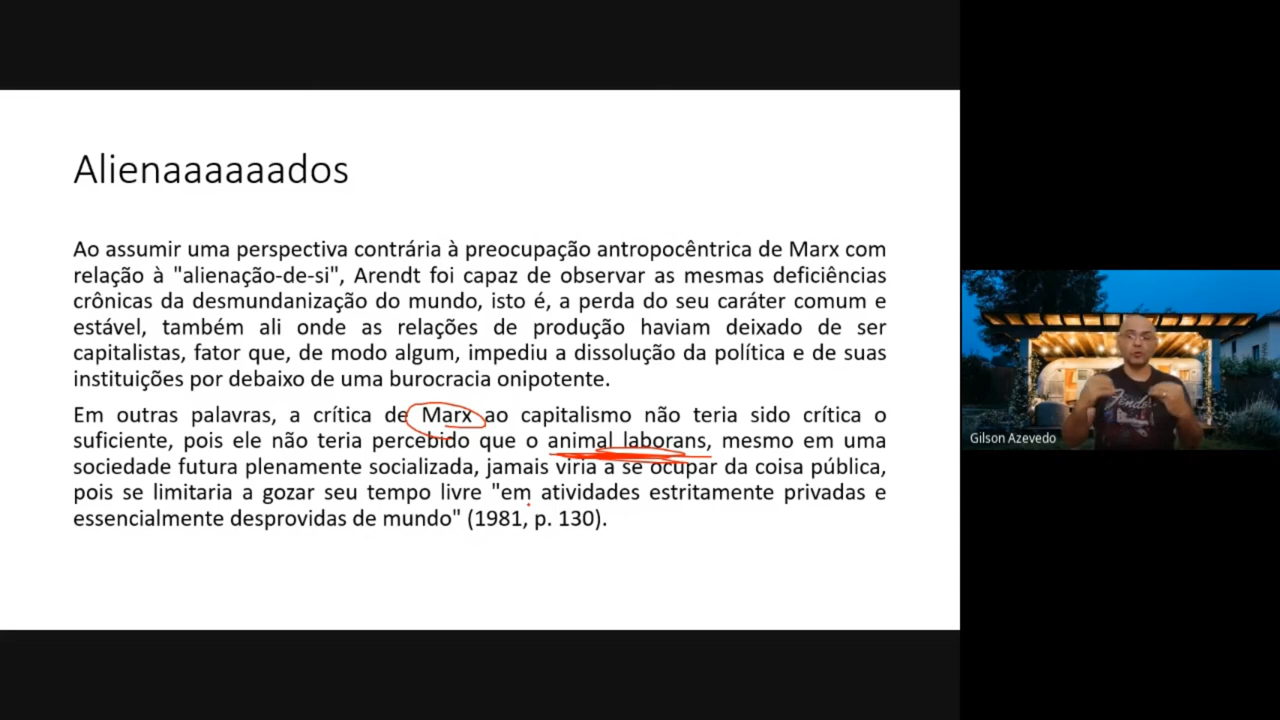 Alienaaaaaados
Ao assumir uma perspectiva contrária à preocupação antropocêntrica de Marx com
relação à "alienação-de-si", Arendt foi capaz de observar as mesmas deficiências
crônicas da desmundanização do mundo, isto é, a perda do seu caráter comum e
estável, também ali onde as relações de produção haviam deixado de ser
capitalistas, fator que, de modo algum, impediu a dissolução da política e de suas
instituições por debaixo de uma burocracia onipotente.
Em outras palavras, a crítica de Marx ao capitalismo não teria sido crítica o
suficiente, pois ele não teria percebido que o animal laborans, mesmo em uma
sociedade futura plenamente socializada, jamais viria a se ocupar da coisa pública,
pois se limitaria a gozar seu tempo livre "em atividades estritamente privadas e
essencialmente desprovidas de mundo" (1981, p. 130).
Fender
Gilson Azevedo